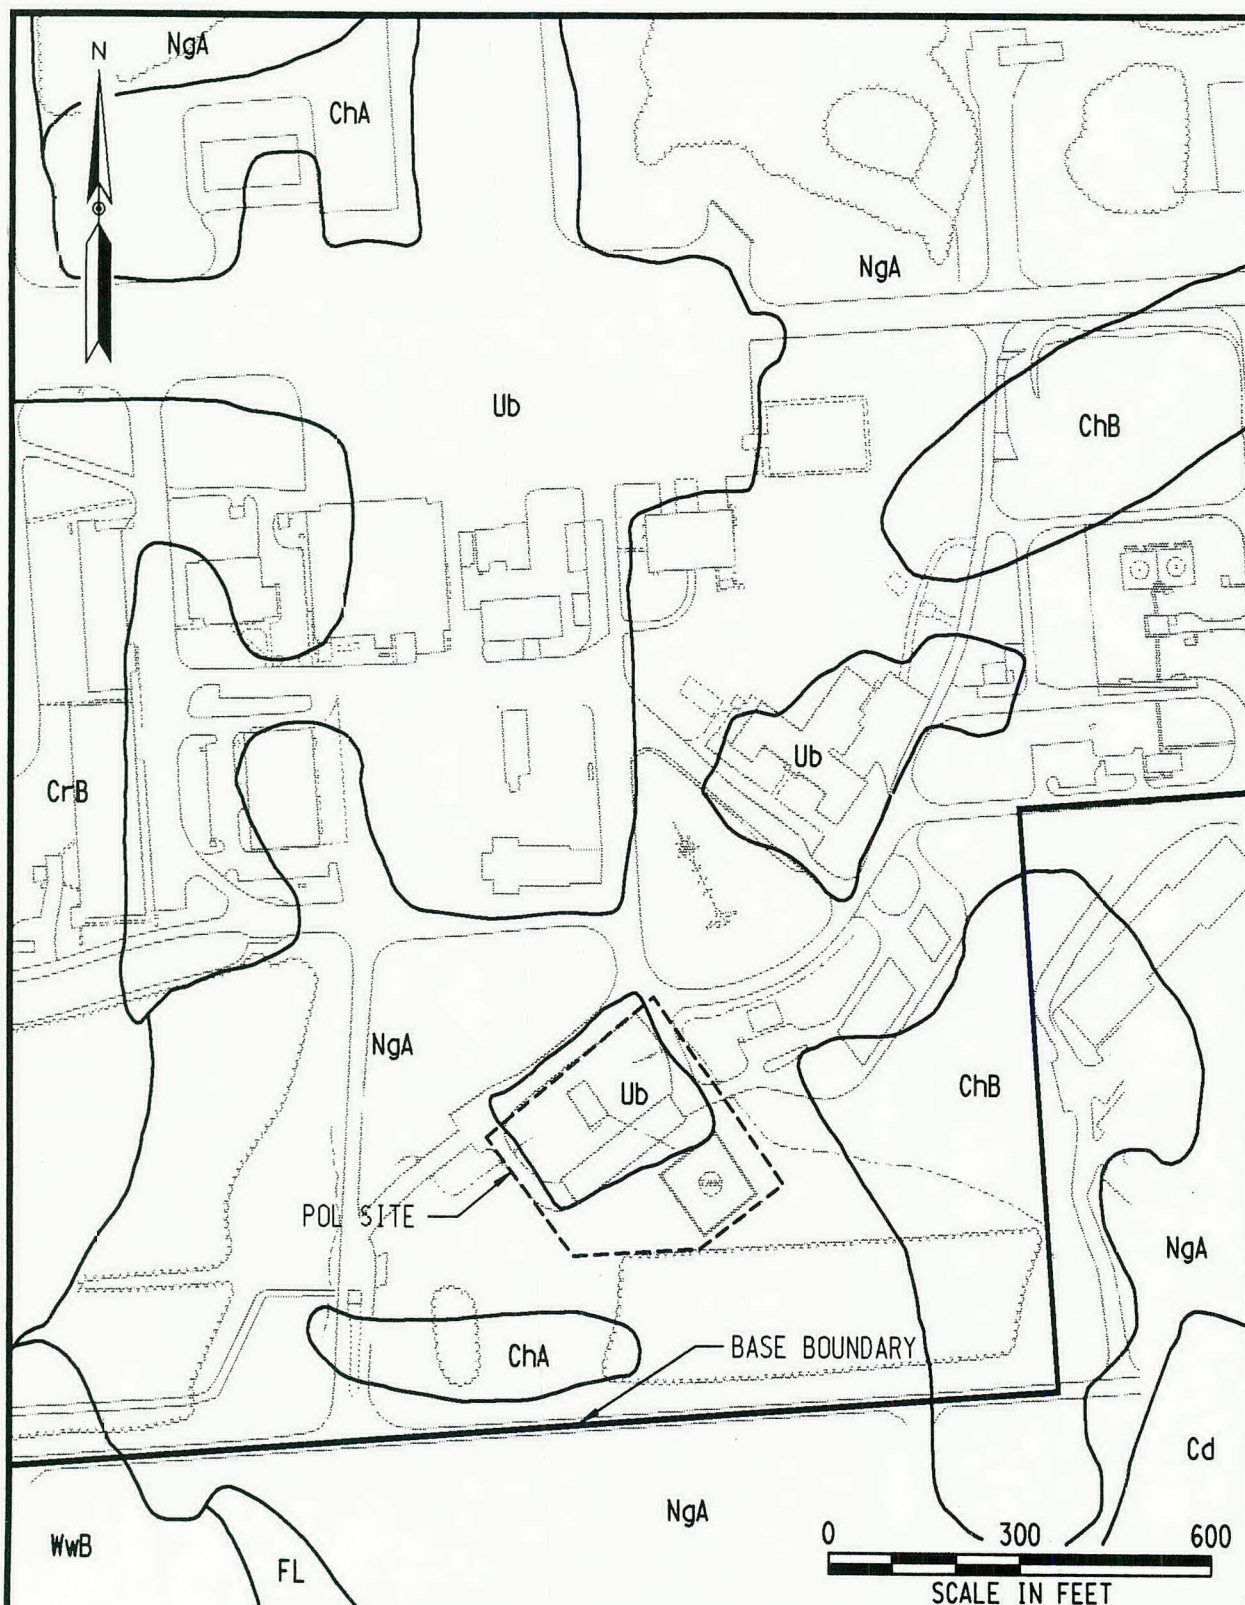 NgA
N
ChA
NgA
Ub
ChB
Ub
CrB
NgA
Ub
ChB
POL SITE
NgA
BASE BOUNDARY
ChA
Cd
NgA
WwB
FL
0 300 600
SCALE IN FEET